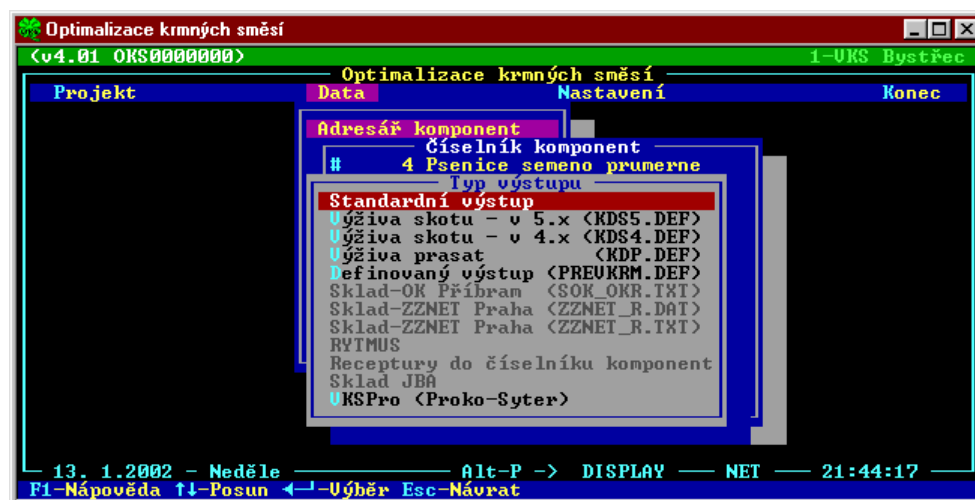 Optimalizace krmných směsí
(v4.01 OKS0000000) 1-VKS Bystřec
Optimalizace krmných směsí
Projekt Data Nastavení Konec
Adresář komponent
Číselník komponent
# 4 Psenice semeno prumerne
Typ výstupu
Standardní výstup
Výživa skotu - v 5.x (KDS5.DEF)
Výživa skotu - v 4.x (KDS4.DEF)
Výživa prasat (KDP.DEF)
Definovaný výstup (PREVKRM.DEF)
Sklad-OK Příbram (SOK_OKR.TXT)
Sklad-ZZNET Praha (ZZNET_R.DAT)
Sklad-ZZNET Praha (ZZNET_R.TXT)
RYTMUS
Receptury do číselníku komponent
Sklad JBA
VKSPro (Proko-Syter)
13. 1.2002 - Neděle Alt-P -> DISPLAY NET 21:44:17
F1-Nápověda ↑↓-Posun ◄─┘-Výběr Esc-Návrat